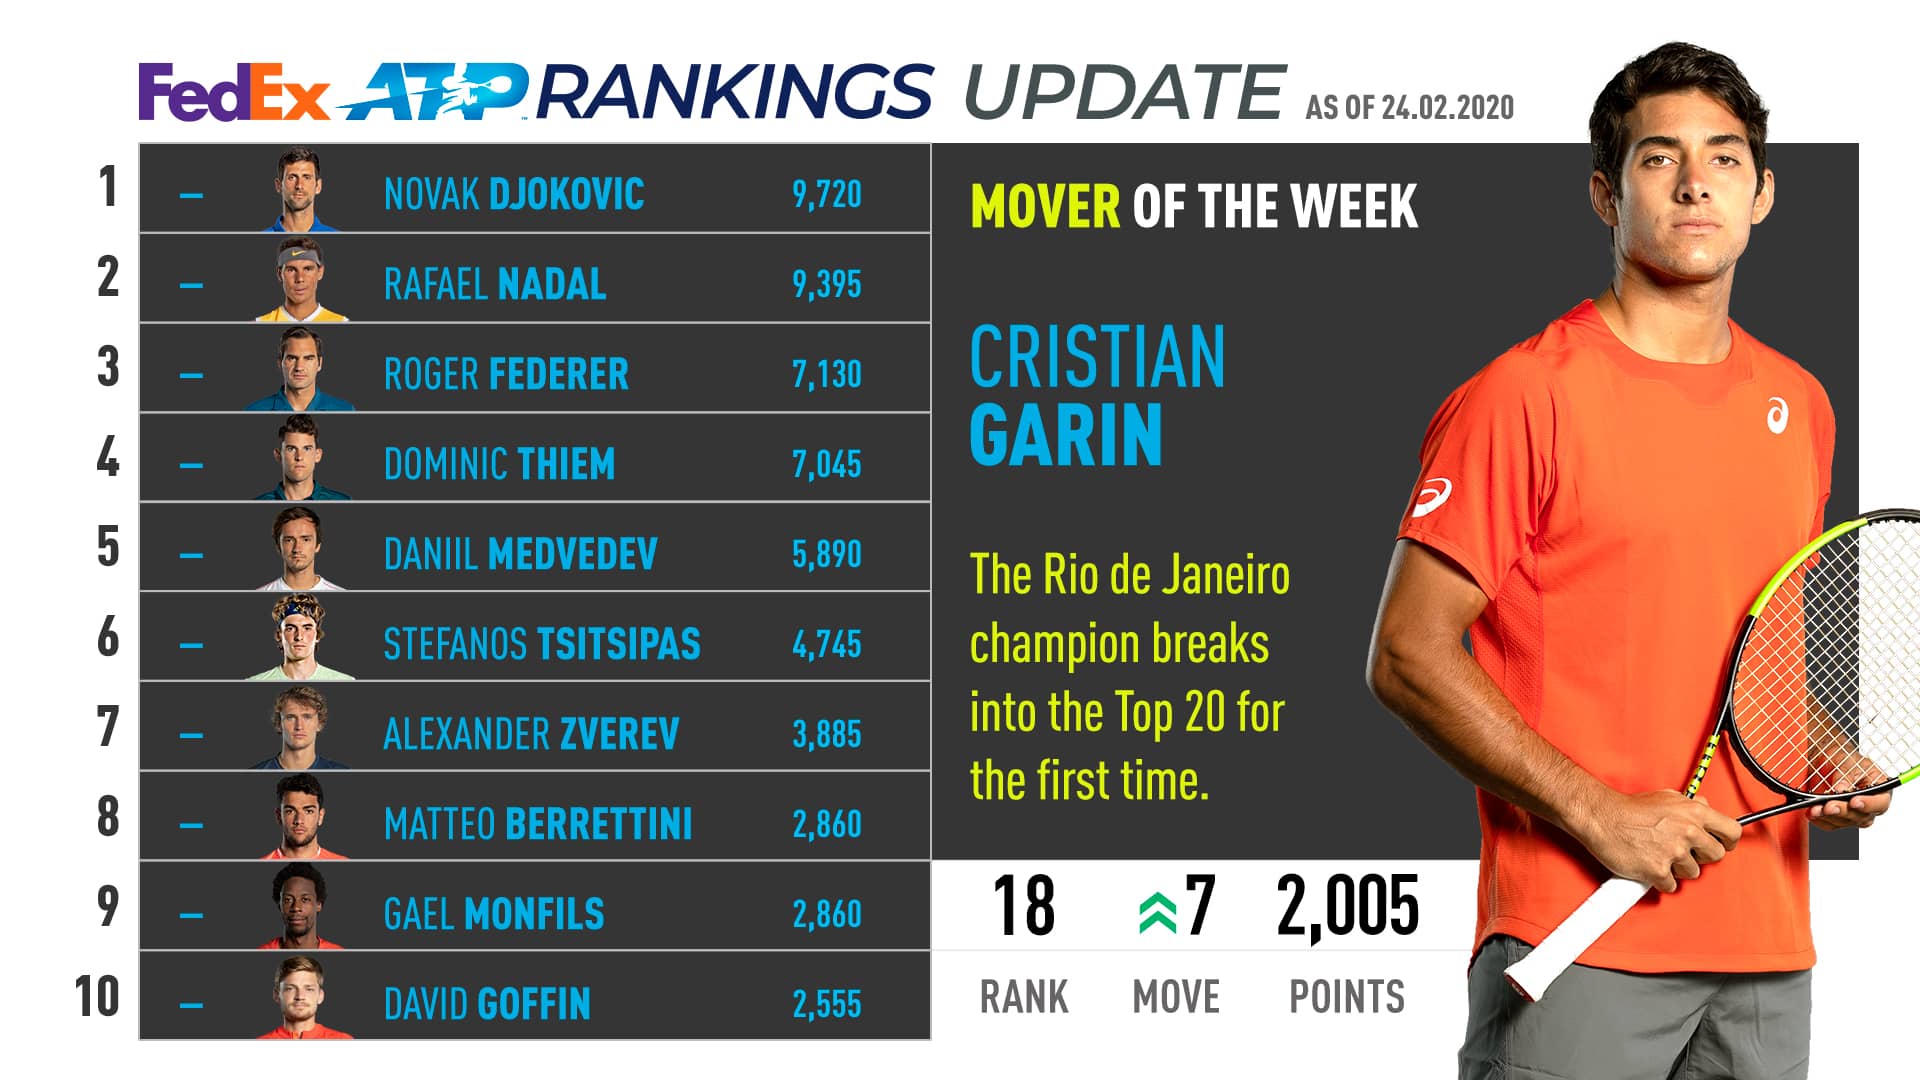 FedEx ATP RANKINGS UPDATE AS OF 24.02.2020
1 – NOVAK DJOKOVIC 9,720
2 – RAFAEL NADAL 9,395
3 – ROGER FEDERER 7,130
4 – DOMINIC THIEM 7,045
5 – DANIIL MEDVEDEV 5,890
6 – STEFANOS TSITSIPAS 4,745
7 – ALEXANDER ZVEREV 3,885
8 – MATTEO BERRETTINI 2,860
9 – GAEL MONFILS 2,860
10 – DAVID GOFFIN 2,555
MOVER OF THE WEEK
CRISTIAN
GARIN
The Rio de Janeiro
champion breaks
into the Top 20 for
the first time.
18 7 2,005
RANK MOVE POINTS